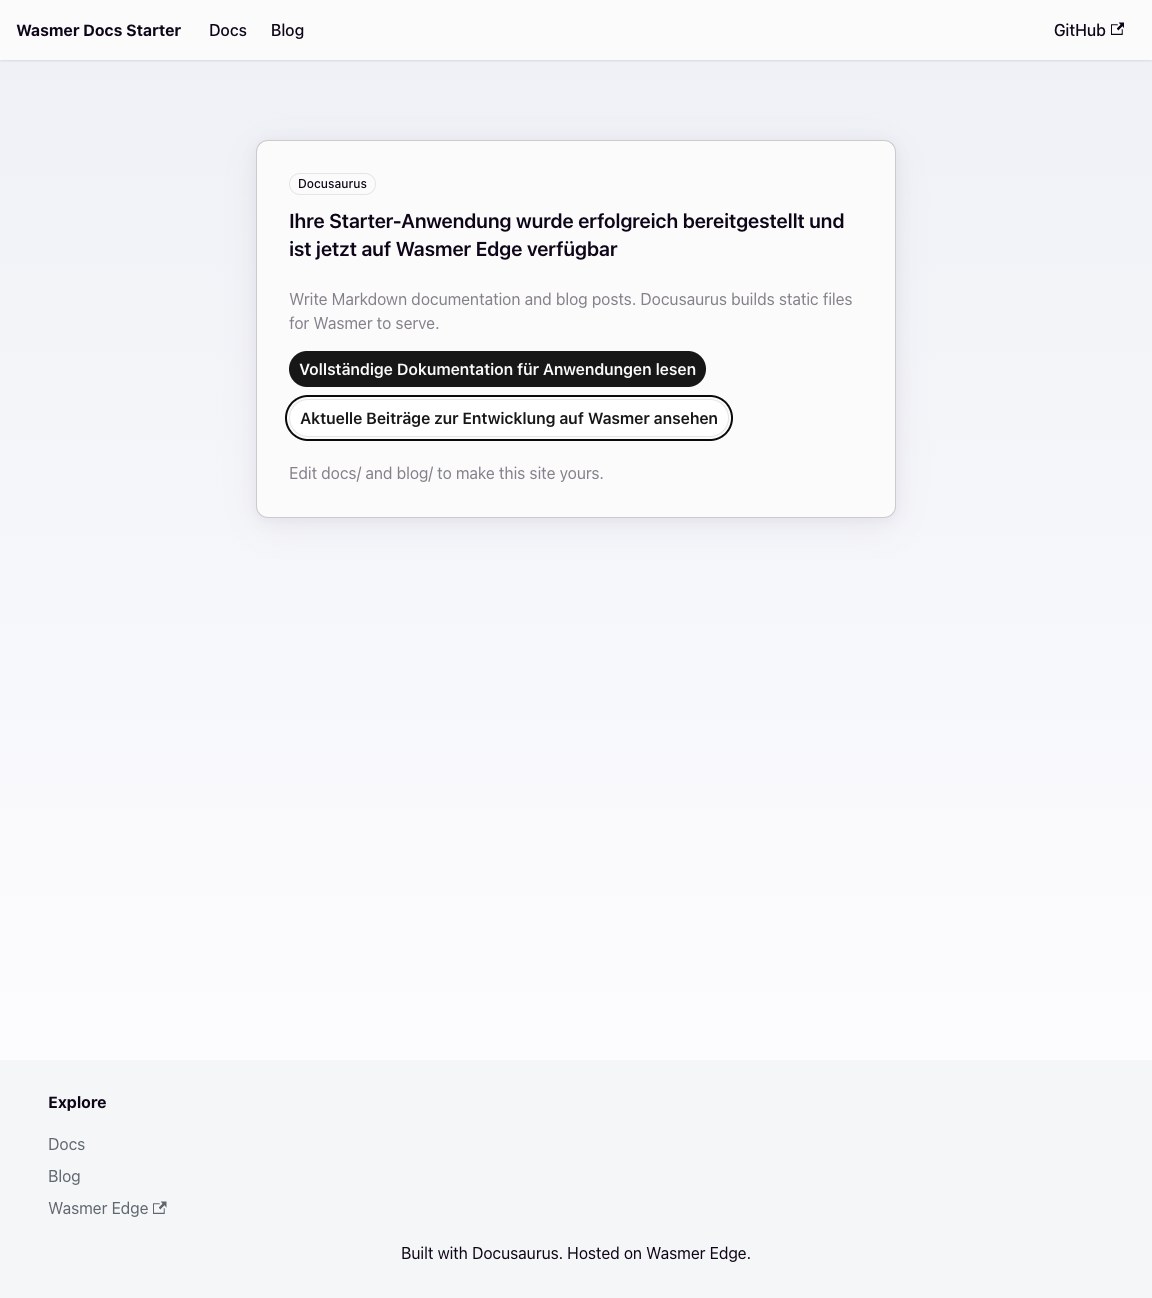 Wasmer Docs Starter Docs Blog GitHub
Docusaurus
Ihre Starter-Anwendung wurde erfolgreich bereitgestellt und
ist jetzt auf Wasmer Edge verfügbar
Write Markdown documentation and blog posts. Docusaurus builds static files
for Wasmer to serve.
Vollständige Dokumentation für Anwendungen lesen
Aktuelle Beiträge zur Entwicklung auf Wasmer ansehen
Edit docs/ and blog/ to make this site yours.
Explore
Docs
Blog
Wasmer Edge
Built with Docusaurus. Hosted on Wasmer Edge.